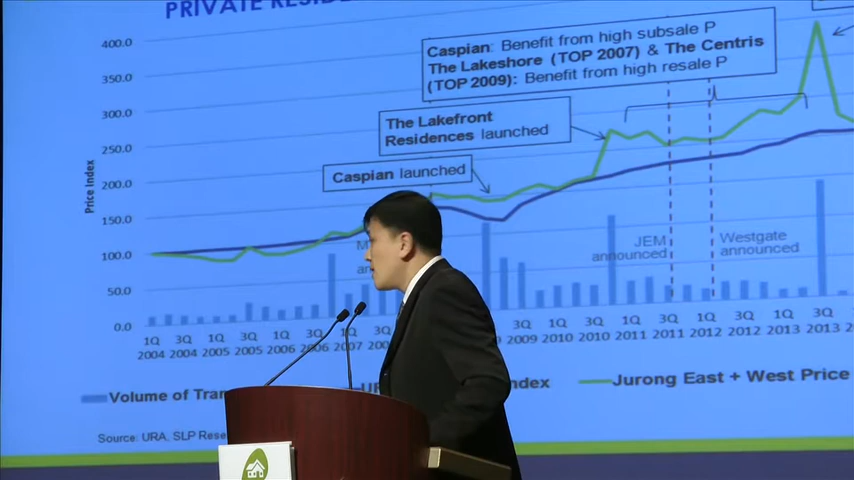 PRIVATE
400.0
350.0
300.0
250.0
200.0
150.0
100.0
50.0
0.0
Price Index
Caspian: Benefit from high subsale P
The Lakeshore (TOP 2007) & The Centris
(TOP 2009): Benefit from high resale P
The Lakefront
Residences launched
Caspian launched
JEM
announced
Westgate
announced
1Q 3Q 1Q 3Q 1Q 3Q 1Q 3Q 3Q 1Q 3Q 1Q 3Q 1Q 3Q 1Q 3Q
2004 2004 2005 2005 2006 2006 2007 2009 2010 2010 2011 2011 2012 2012 2013 2013
Volume of
Jurong East + West Price
Source: URA, SLP